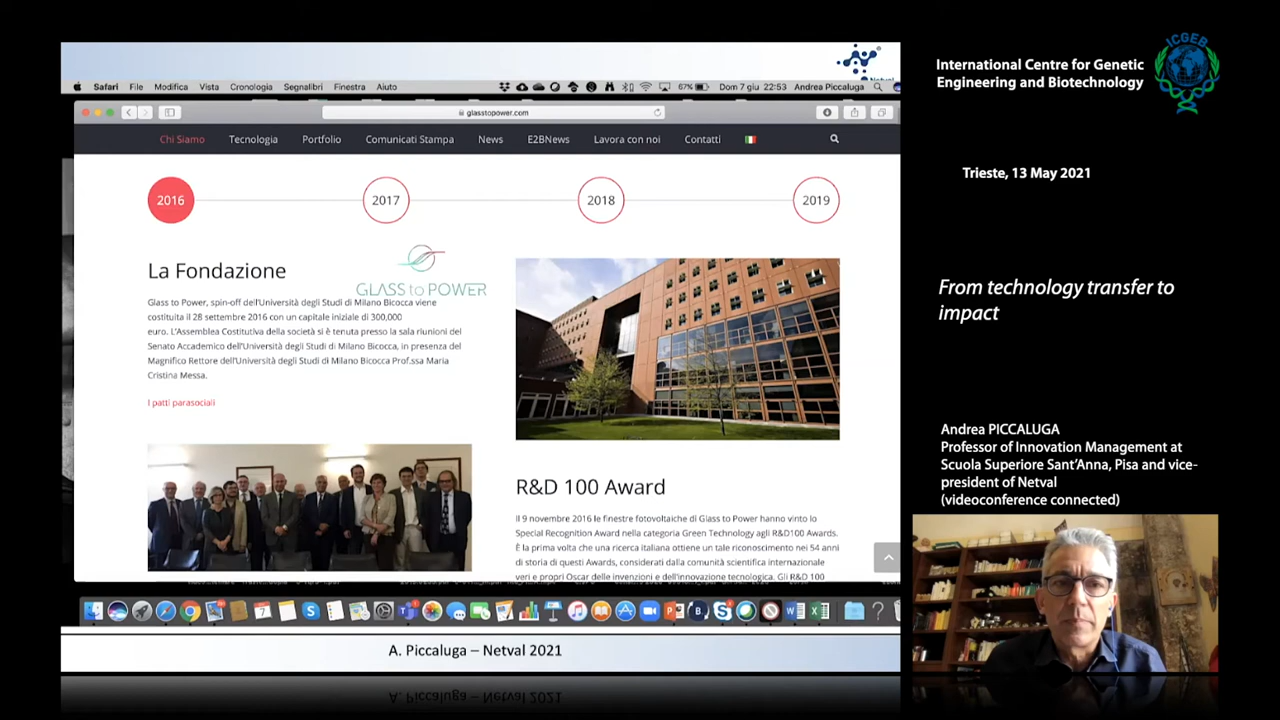 Netval
Safari File Modifica Vista Cronologia Segnalibri Finestra Aiuto 67% Dom 7 giu 22:53 Andrea Piccaluga
glasstopower.com
Chi Siamo Tecnologia Portfolio Comunicati Stampa News E2BNews Lavora con noi Contatti
2016 2017 2018 2019
La Fondazione
GLASS to POWER
Glass to Power, spin-off dell'Università degli Studi di Milano Bicocca viene
costituita il 28 settembre 2016 con un capitale iniziale di 300,000
euro. L'Assemblea Costitutiva della società si è tenuta presso la sala riunioni del
Senato Accademico dell'Università degli Studi di Milano Bicocca, in presenza del
Magnifico Rettore dell'Università degli Studi di Milano Bicocca Prof.ssa Maria
Cristina Messa.
I patti parasociali
R&D 100 Award
Il 9 novembre 2016 le finestre fotovoltaiche di Glass to Power hanno vinto lo
Special Recognition Award nella categoria Green Technology agli R&D100 Awards.
È la prima volta che una ricerca italiana ottiene un tale riconoscimento nei 54 anni
di storia di questi Awards, considerati dalla comunità scientifica internazionale
veri e propri Oscar delle invenzioni e dell'innovazione tecnologica. Gli R&D 100
A. Piccaluga – Netval 2021
International Centre for Genetic
Engineering and Biotechnology
ICGEB
Trieste, 13 May 2021
From technology transfer to
impact
Andrea PICCALUGA
Professor of Innovation Management at
Scuola Superiore Sant'Anna, Pisa and vice-
president of Netval
(videoconference connected)